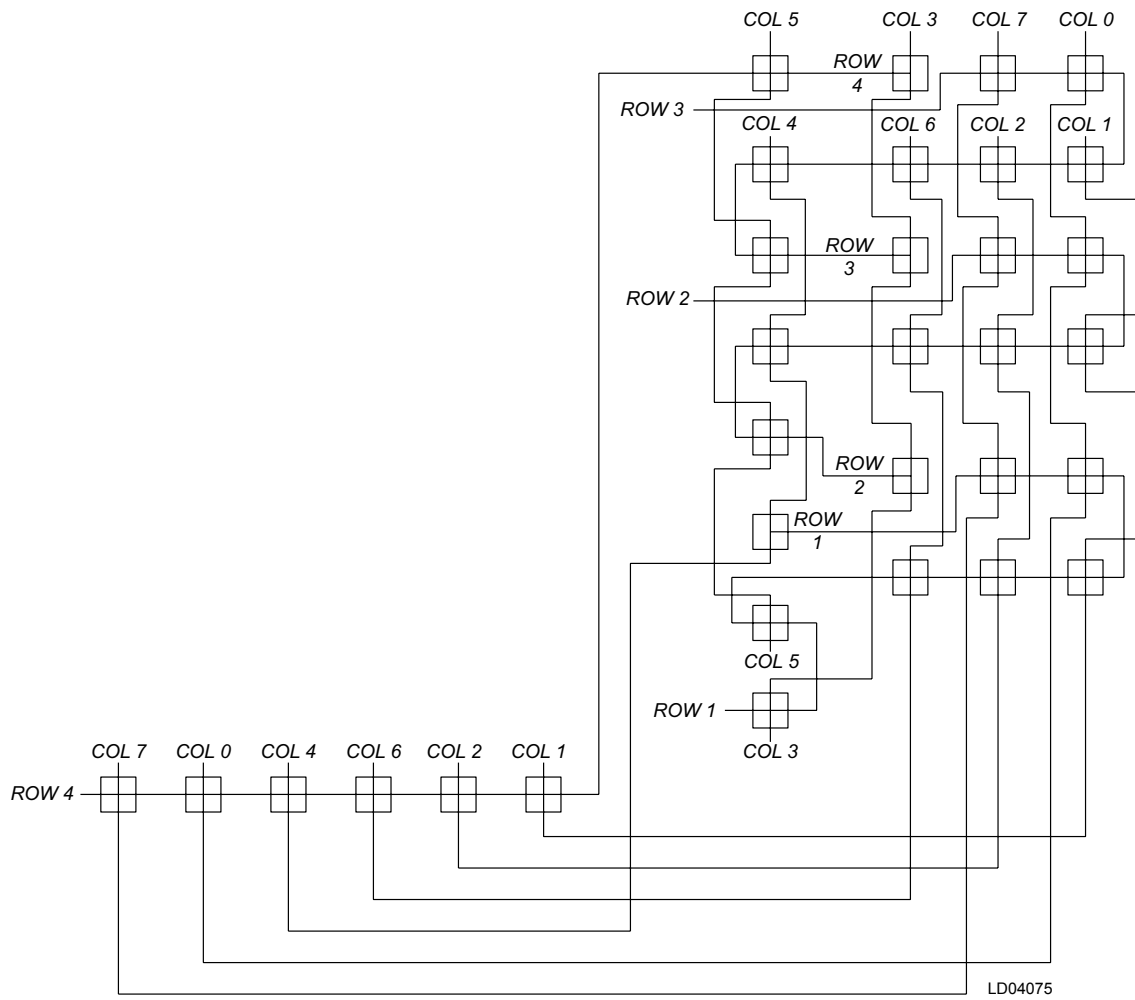 COL 5 COL 3 COL 7 COL 0
ROW
4
ROW 3
COL 4 COL 6 COL 2 COL 1
ROW
3
ROW 2
ROW
2
ROW
1
COL 5
ROW 1
COL 3
COL 7 COL 0 COL 4 COL 6 COL 2 COL 1
ROW 4
LD04075